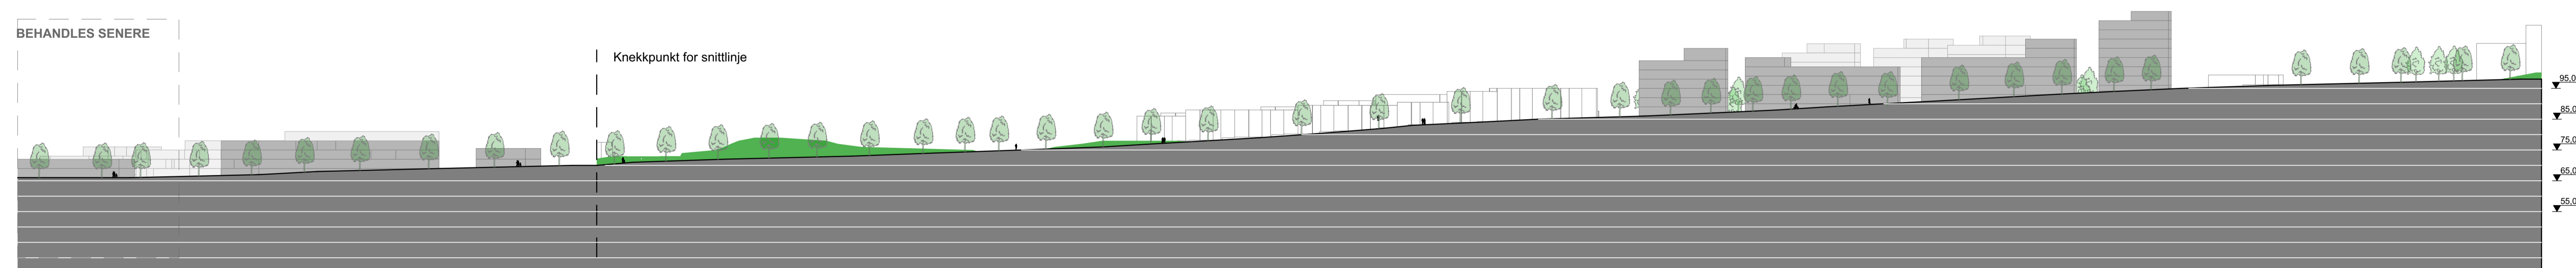 BEHANDLES SENERE
Knekkpunkt for snittlinje
95,0
85,0
75,0
65,0
55,0